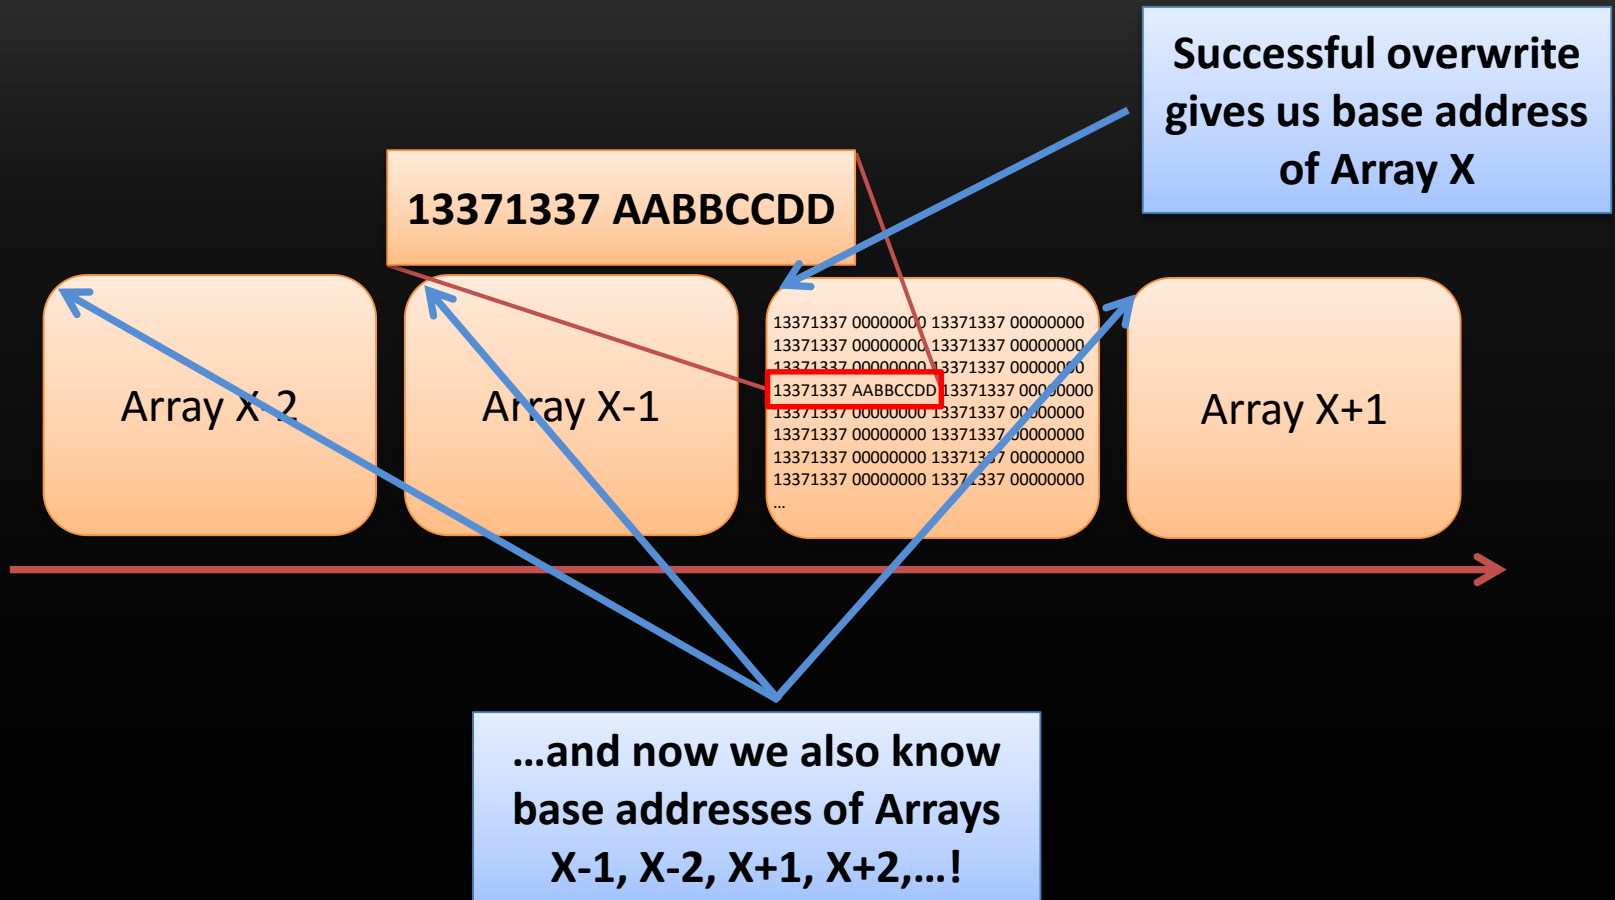 Successful overwrite
gives us base address
of Array X
13371337 AABBCCDD
Array X-2
Array X-1
13371337 00000000 13371337 00000000
13371337 00000000 13371337 00000000
13371337 00000000 13371337 00000000
13371337 AABBCCDD 13371337 00000000
13371337 00000000 13371337 00000000
13371337 00000000 13371337 00000000
13371337 00000000 13371337 00000000
13371337 00000000 13371337 00000000
...
Array X+1
...and now we also know
base addresses of Arrays
X-1, X-2, X+1, X+2,...!